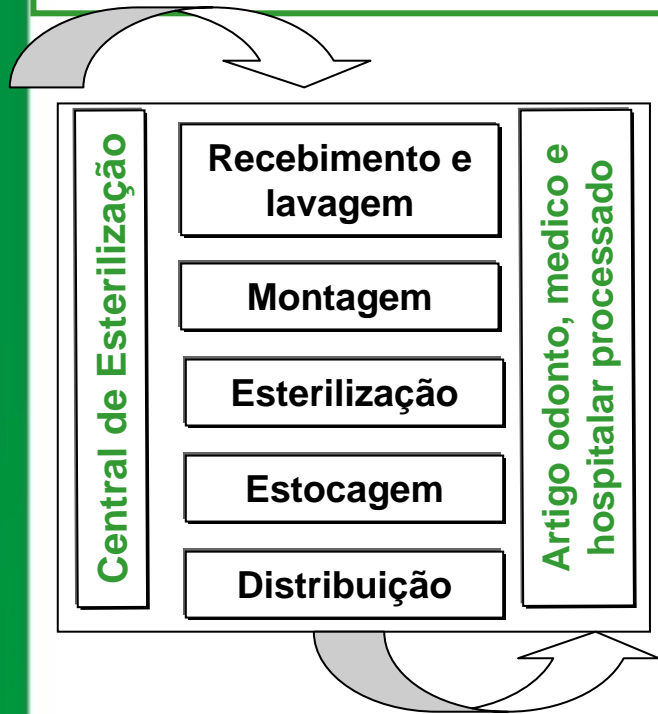 Central de Esterilização
Recebimento e
lavagem
Montagem
Esterilização
Estocagem
Distribuição
Artigo odonto, medico e
hospitalar processado